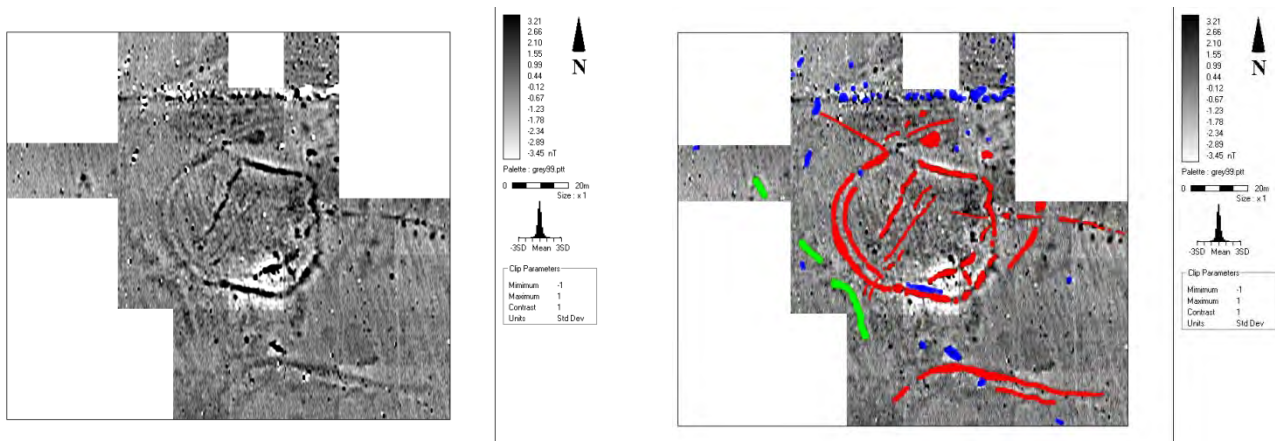 3.21
2.66
2.10
1.55
0.99
0.44
-0.12
-0.67
-1.23
-1.78
-2.34
-2.89
-3.45 nT
N
Palette : grey99.ptt
0 20m
Size : x 1
-3SD Mean 3SD
Clip Parameters
Minimum -1
Maximum 1
Contrast 1
Units Std Dev
3.21
2.66
2.10
1.55
0.99
0.44
-0.12
-0.67
-1.23
-1.78
-2.34
-2.89
-3.45 nT
N
Palette : grey99.ptt
0 20m
Size : x 1
-3SD Mean 3SD
Clip Parameters
Minimum -1
Maximum 1
Contrast 1
Units Std Dev